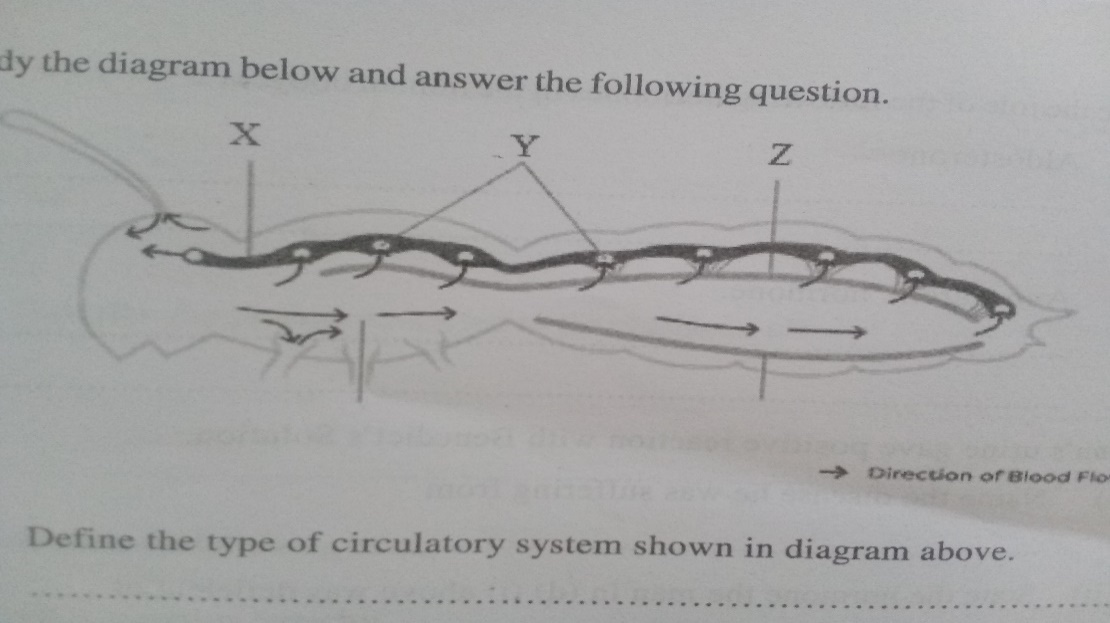 dy the diagram below and answer the following question.
X
Y
Z
→ Direction of Blood Flo
Define the type of circulatory system shown in diagram above.